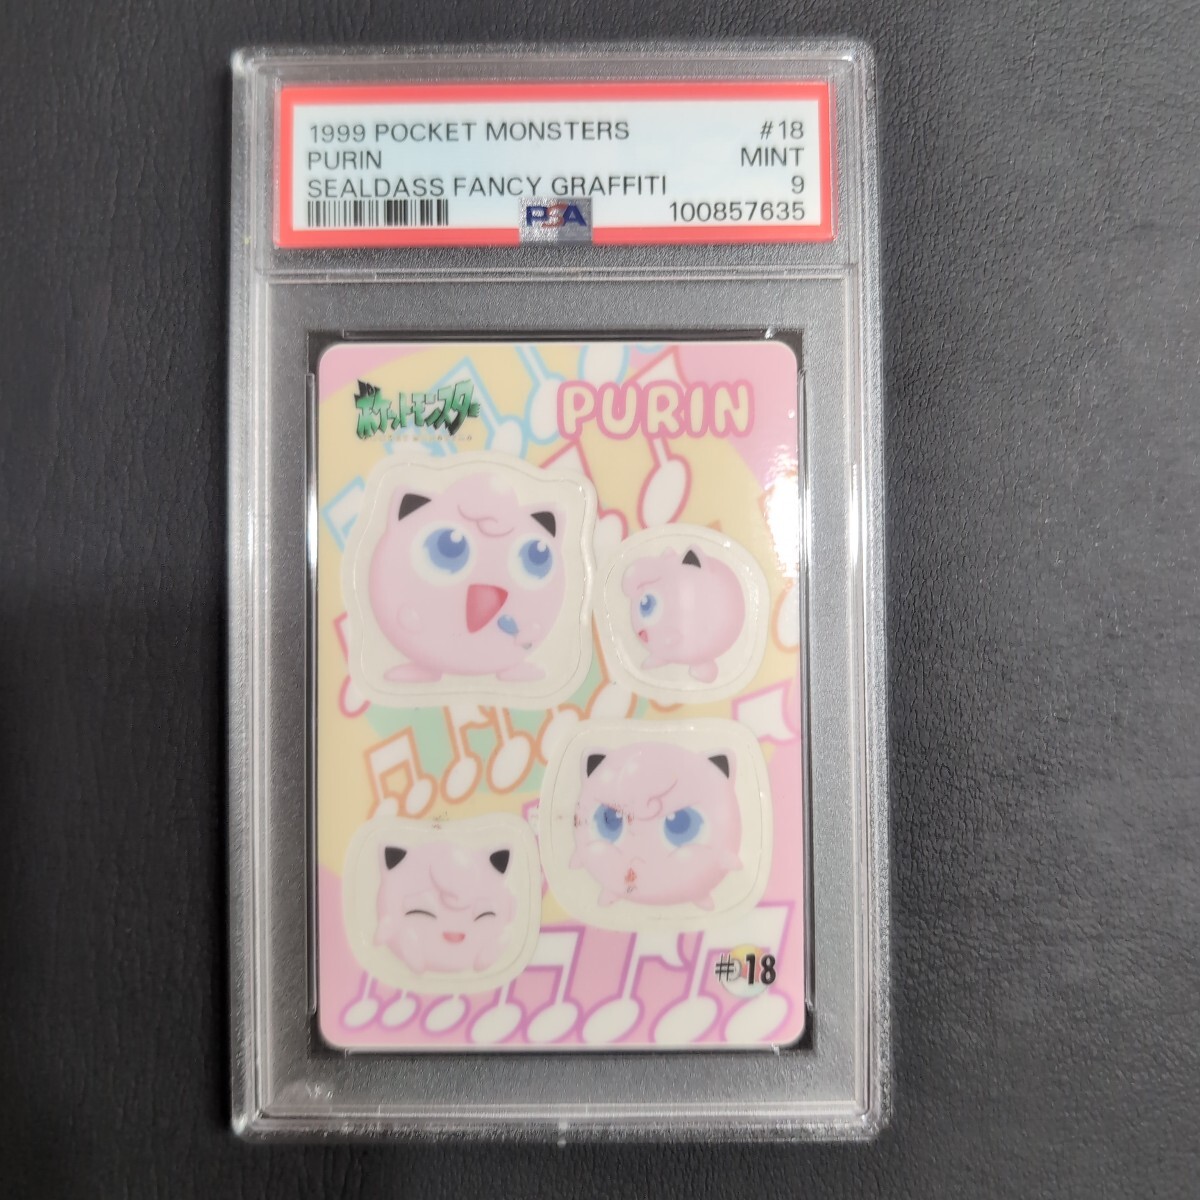 1999 POCKET MONSTERS #18
PURIN MINT
SEALDASS FANCY GRAFFITI 9
PSA 100857635
ポケットモンスター
PURIN
#18